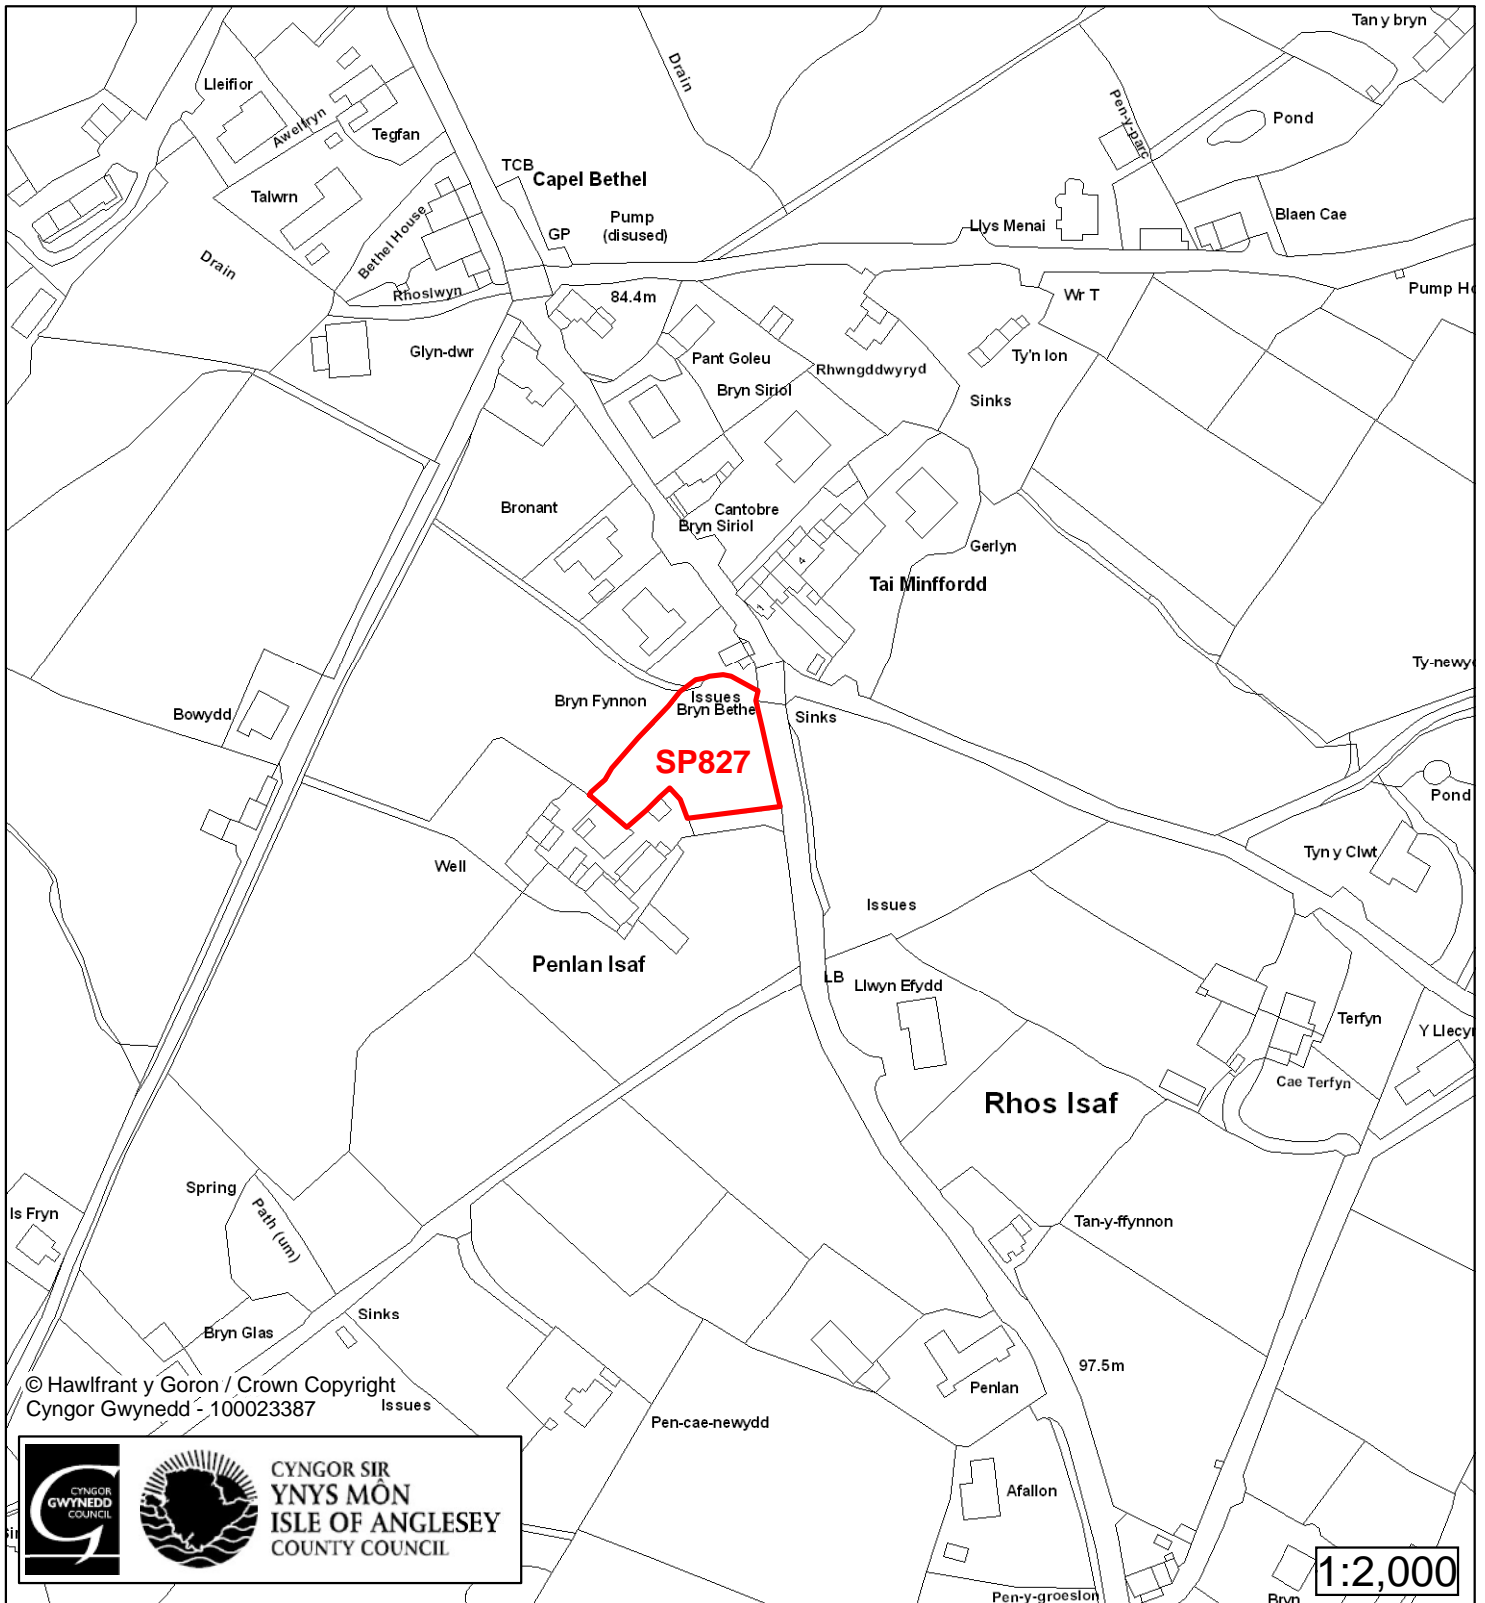 Tan y bryn
Lleifior
Drain
Awelfryn
Tegfan
Pen-y-parc
Pond
TCB
Capel Bethel
Talwrn
Bethel House
GP
Pump
(disused)
Llys Menai
Blaen Cae
Drain
Rhoslwyn
84.4m
Wr T
Pump Ho
Glyn-dwr
Pant Goleu
Ty'n lon
Rhwngddwyryd
Bryn Siriol
Sinks
Bronant
Cantobre
Bryn Siriol
Gerlyn
4
Tai Minffordd
1
Ty-newy
Bryn Fynnon
Issues
Bryn Bethe
Bowydd
Sinks
SP827
Pond
Tyn y Clwt
Well
Issues
Penlan Isaf
LB
Llwyn Efydd
Terfyn
Y Llecy
Cae Terfyn
Rhos Isaf
Spring
Is Fryn
Path (um)
Tan-y-ffynnon
Sinks
Bryn Glas
97.5m
Penlan
© Hawlfrant y Goron / Crown Copyright
Cyngor Gwynedd - 100023387
Issues
Pen-cae-newydd
Afallon
CYNGOR
GWYNEDD
COUNCIL
CYNGOR SIR
YNYS MÔN
ISLE OF ANGLESEY
COUNTY COUNCIL
1:2,000
Pen-y-groeslon
Bryn